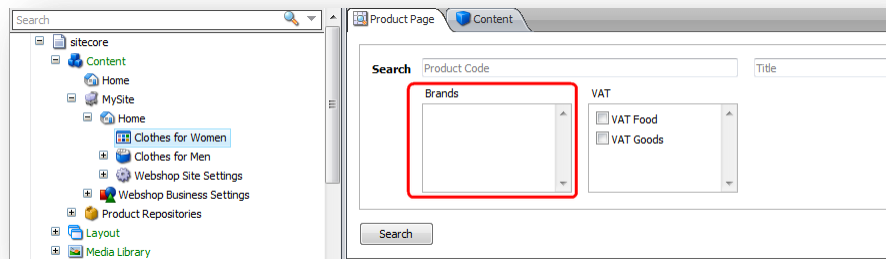 Search
sitecore
Content
Home
MySite
Home
Clothes for Women
Clothes for Men
Webshop Site Settings
Webshop Business Settings
Product Repositories
Layout
Media Library
Product Page Content
Search Product Code Title
Brands VAT
VAT Food
VAT Goods
Search